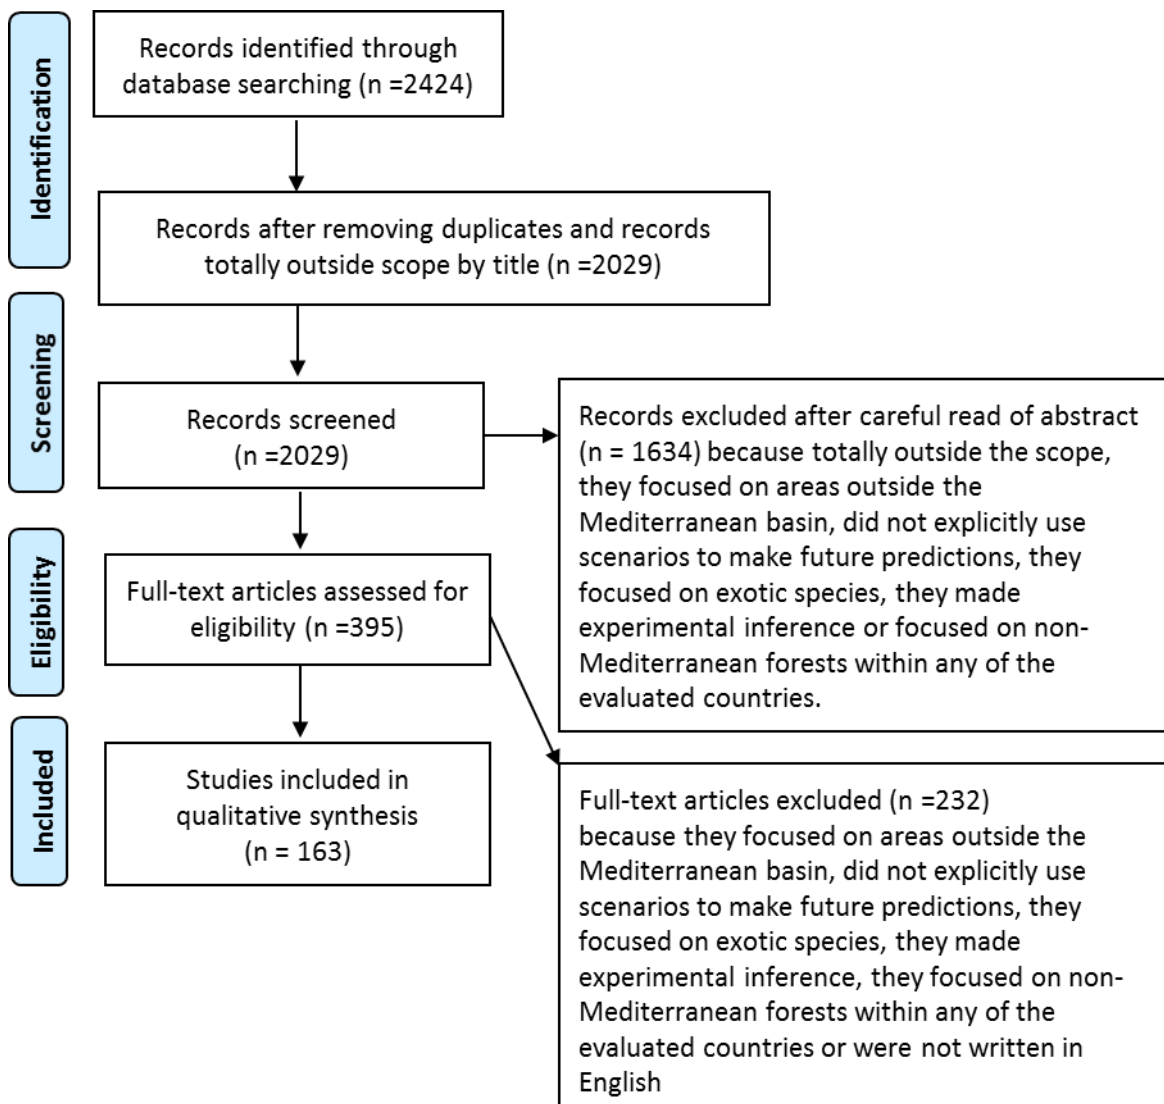 Identification
Records identified through
database searching (n =2424)
Records after removing duplicates and records
totally outside scope by title (n =2029)
Screening
Records screened
(n =2029)
Records excluded after careful read of abstract
(n = 1634) because totally outside the scope,
they focused on areas outside the
Mediterranean basin, did not explicitly use
scenarios to make future predictions, they
focused on exotic species, they made
experimental inference or focused on non-
Mediterranean forests within any of the
evaluated countries.
Eligibility
Full-text articles assessed for
eligibility (n =395)
Included
Studies included in
qualitative synthesis
(n = 163)
Full-text articles excluded (n =232)
because they focused on areas outside the
Mediterranean basin, did not explicitly use
scenarios to make future predictions, they
focused on exotic species, they made
experimental inference, they focused on non-
Mediterranean forests within any of the
evaluated countries or were not written in
English